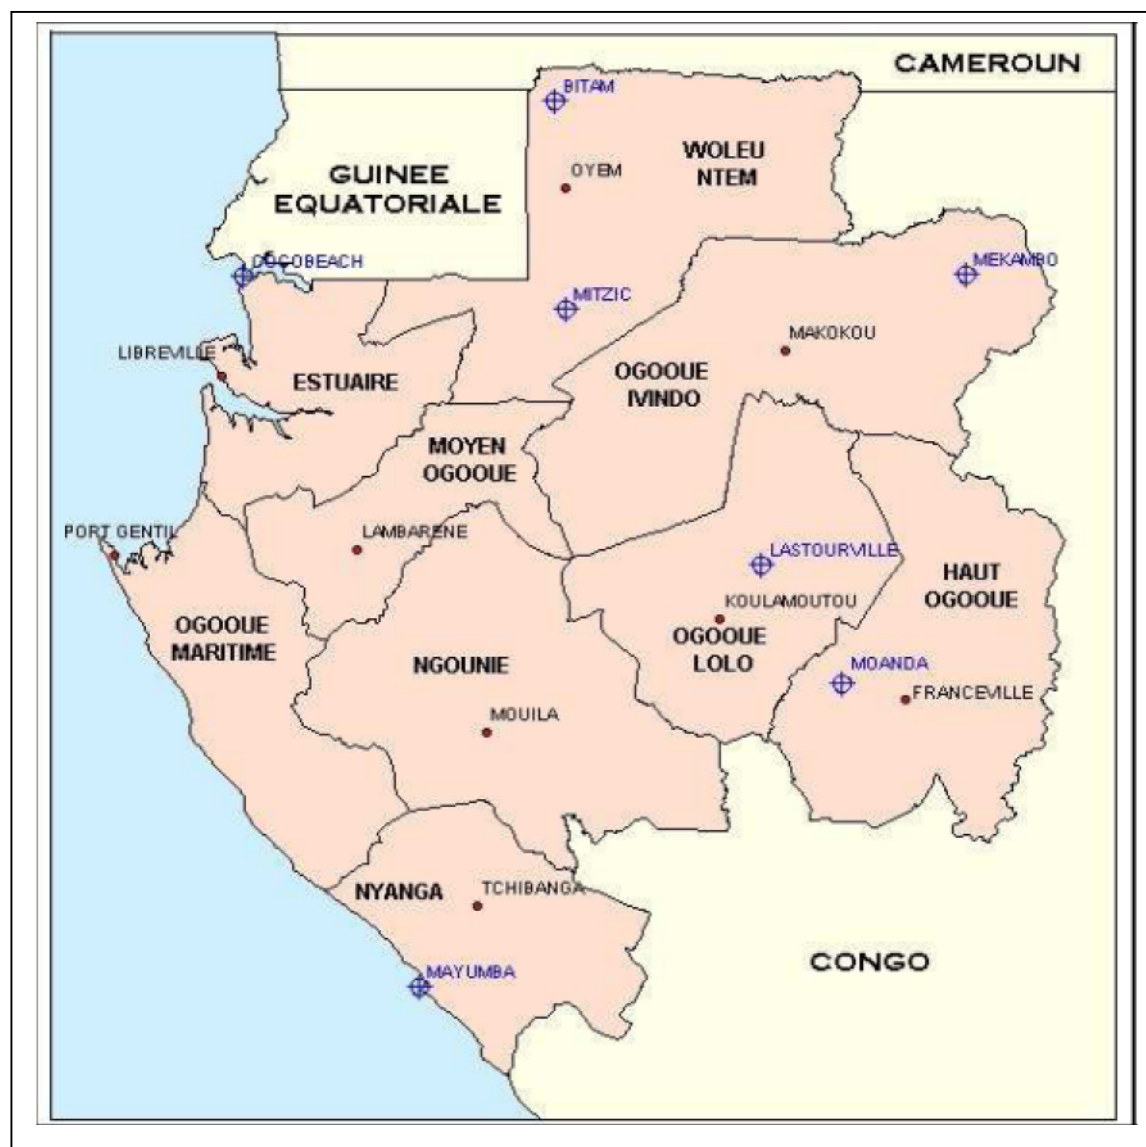 CAMEROUN
BITAM
WOLEU
NTEM
OYEM
GUINEE
EQUATORIALE
COCOBEACH
MEKAMBO
MITZIC
MAKOKOU
LIBREVILLE
ESTUAIRE
OGOOUE
IVINDO
MOYEN
OGOOUE
PORT GENTIL
LAMBARENE
LASTOURVILLE
HAUT
OGOOUE
KOULAMOUTOU
OGOOUE
MARITIME
OGOOUE
LOLO
NGOUNIE
MOANDA
FRANCEVILLE
MOUILA
NYANGA
TCHIBANGA
CONGO
MAYUMBA